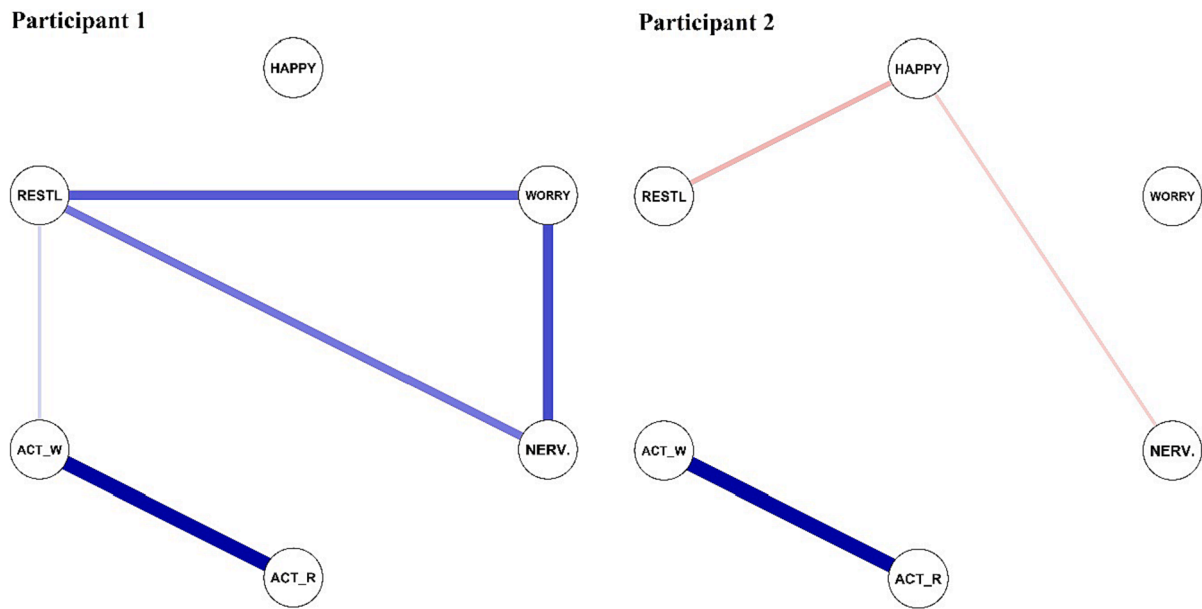 Participant 1
HAPPY
RESTL
WORRY
ACT_W
NERV.
ACT_R
Participant 2
HAPPY
RESTL
WORRY
ACT_W
NERV.
ACT_R